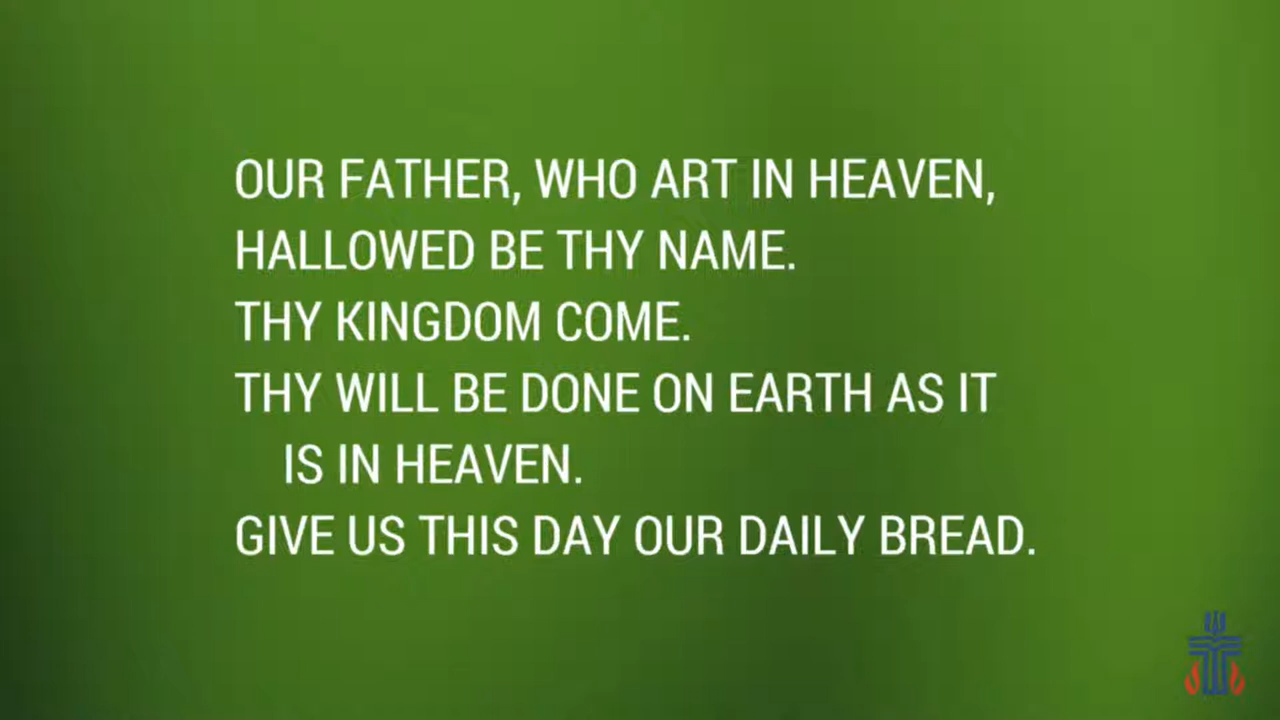 OUR FATHER, WHO ART IN HEAVEN,
HALLOWED BE THY NAME.
THY KINGDOM COME.
THY WILL BE DONE ON EARTH AS IT
IS IN HEAVEN.
GIVE US THIS DAY OUR DAILY BREAD.